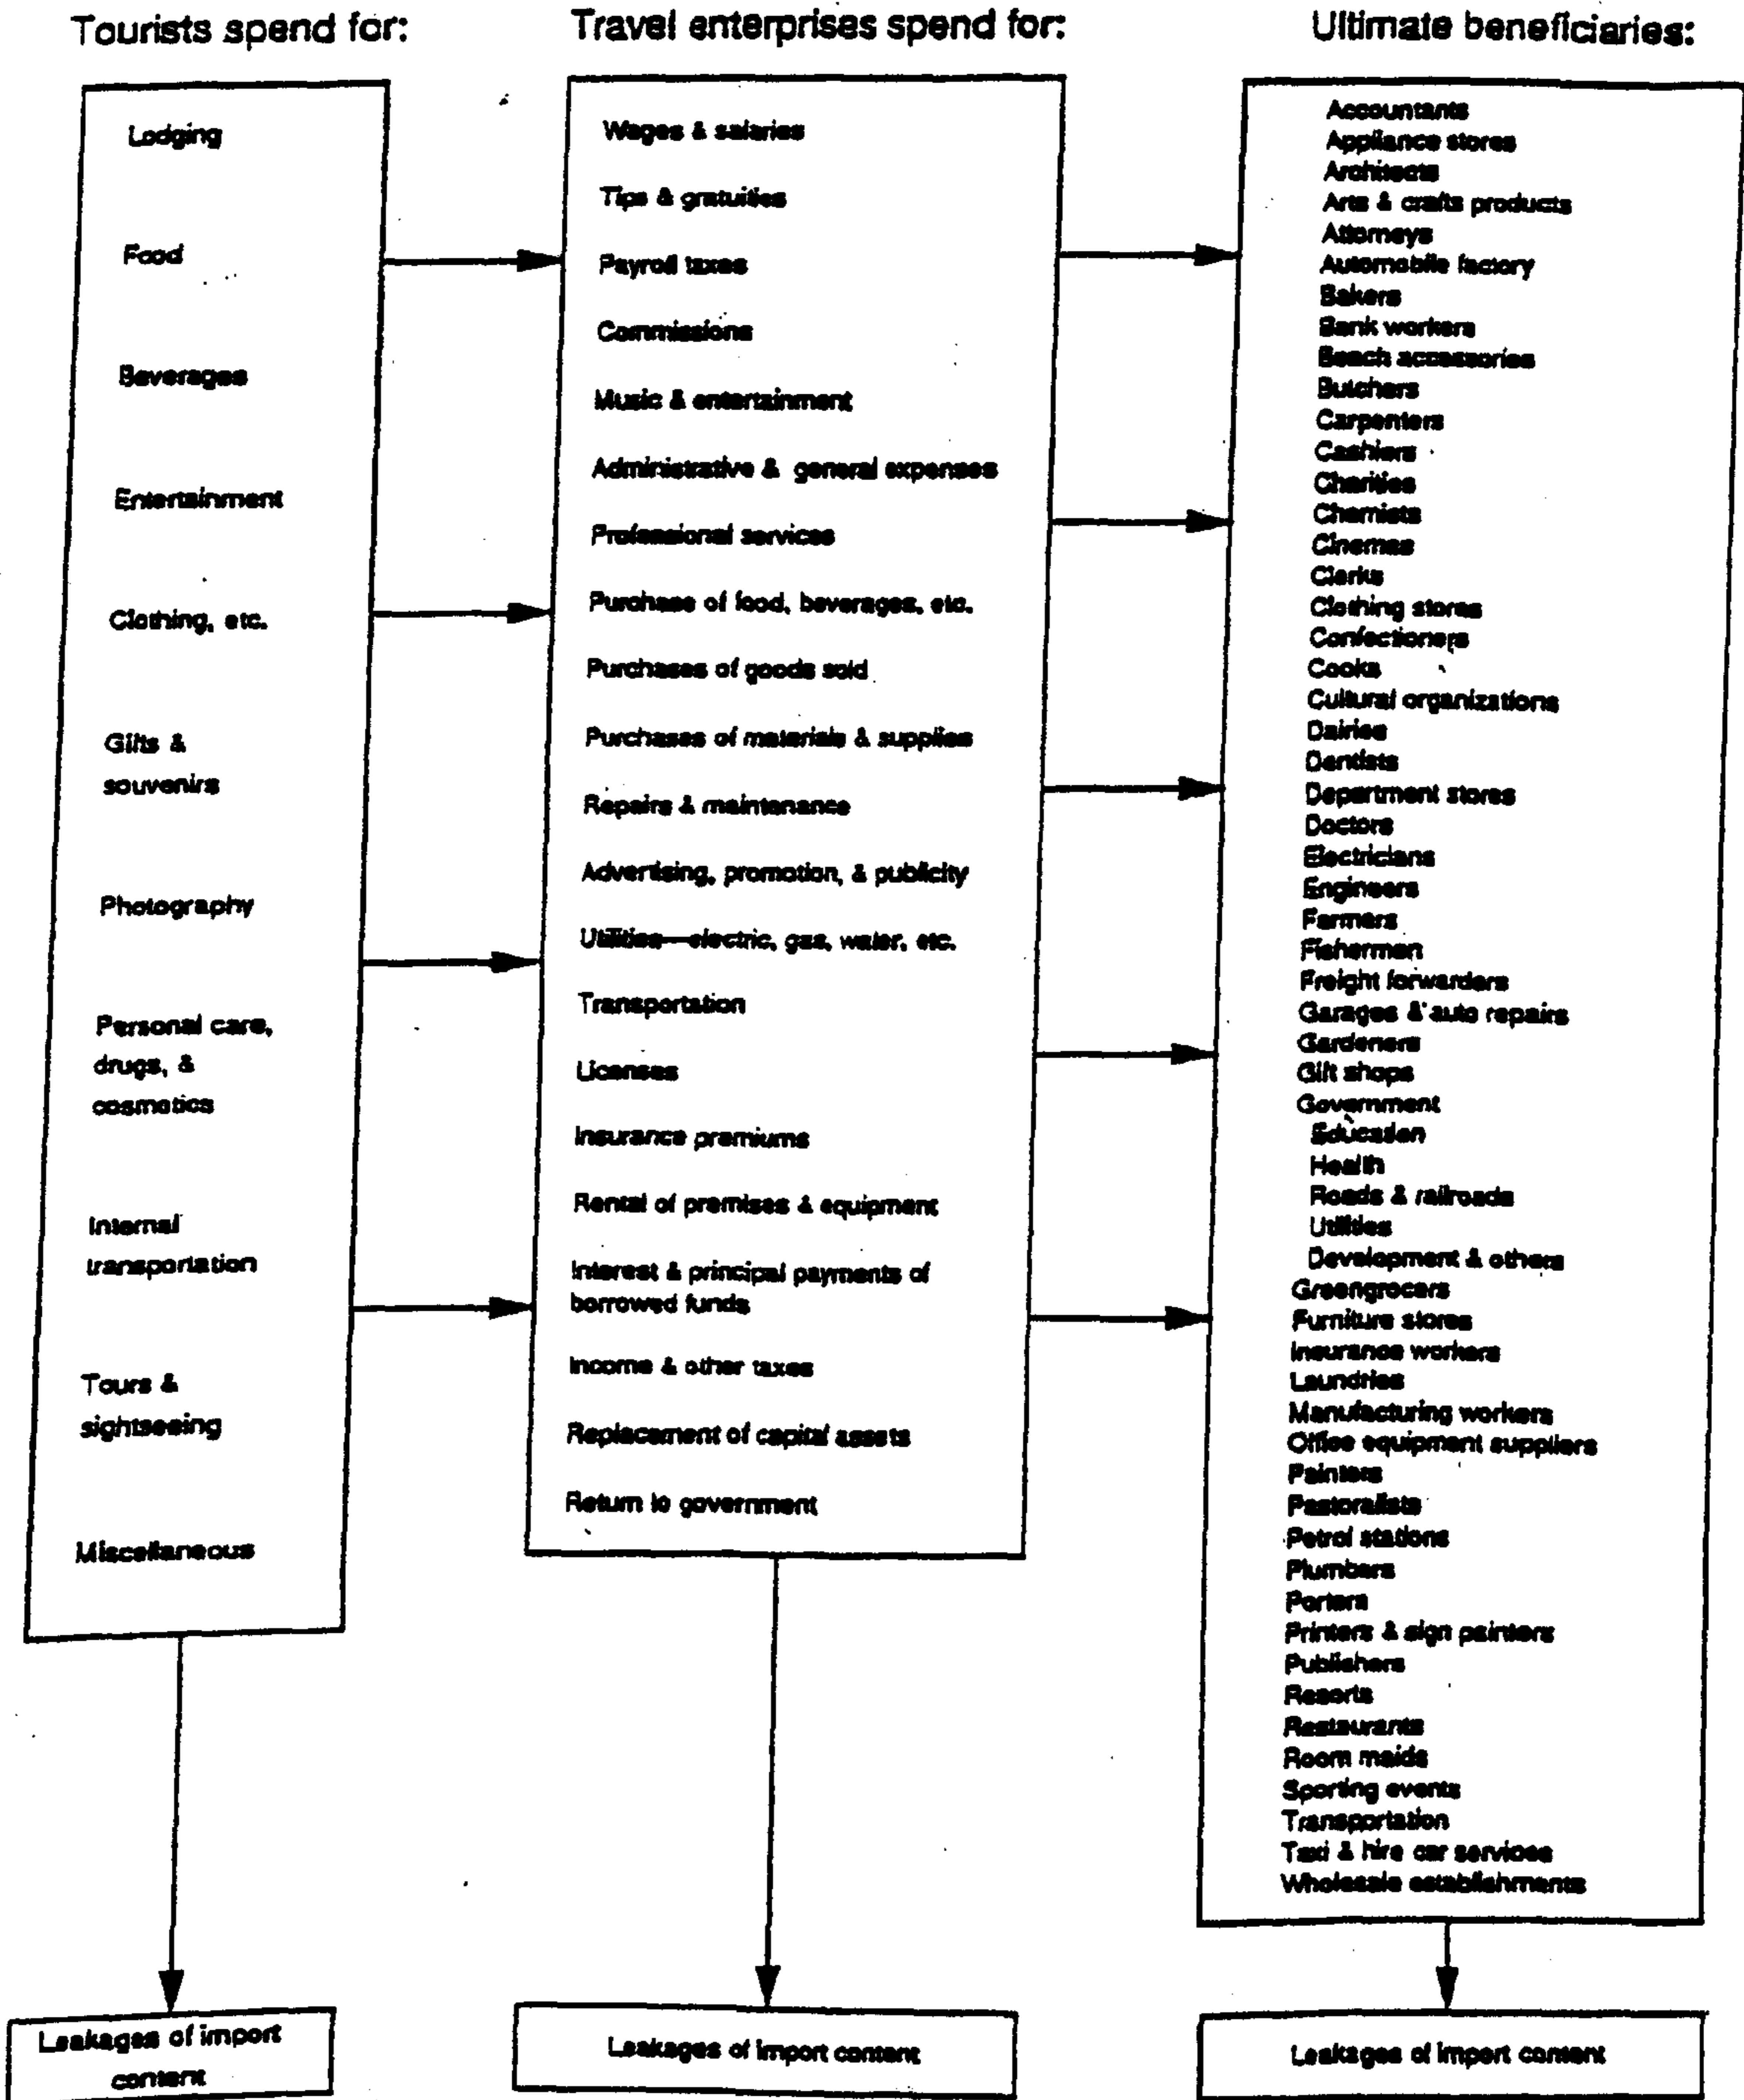 Tourists spend for:
Lodging
Food
Beverages
Entertainment
Clothing, etc.
Gifts &
souvenirs
Photography
Personal care,
drugs, &
cosmetics
Internal
transportation
Tours &
sightseeing
Miscellaneous
Leakages of import
content
Travel enterprises spend for:
Wages & salaries
Tips & gratuities
Payroll taxes
Commissions
Music & entertainment
Administrative & general expenses
Professional services
Purchase of food, beverages, etc.
Purchases of goods sold
Purchases of materials & supplies
Repairs & maintenance
Advertising, promotion, & publicity
Utilities—electric, gas, water, etc.
Transportation
Licenses
Insurance premiums
Rental of premises & equipment
Interest & principal payments of
borrowed funds
Income & other taxes
Replacement of capital assets
Return to government
Leakages of import content
Ultimate beneficiaries:
Accountants
Appliance stores
Architects
Arts & crafts products
Attorneys
Automobile factory
Bakers
Bank workers
Beach accessories
Butchers
Carpenters
Cashiers
Charities
Chemists
Cinemas
Clerks
Clothing stores
Confectioners
Cooks
Cultural organizations
Dairies
Dentists
Department stores
Doctors
Electricians
Engineers
Farmers
Fishermen
Freight forwarders
Garages & auto repairs
Gardeners
Gift shops
Government
Education
Health
Roads & railroads
Utilities
Development & others
Greengrocers
Furniture stores
Insurance workers
Laundries
Manufacturing workers
Office equipment suppliers
Painters
Pastoralists
Petrol stations
Plumbers
Porters
Printers & sign painters
Publishers
Resorts
Restaurants
Room maids
Sporting events
Transportation
Taxi & hire car services
Wholesale establishments
Leakages of import content